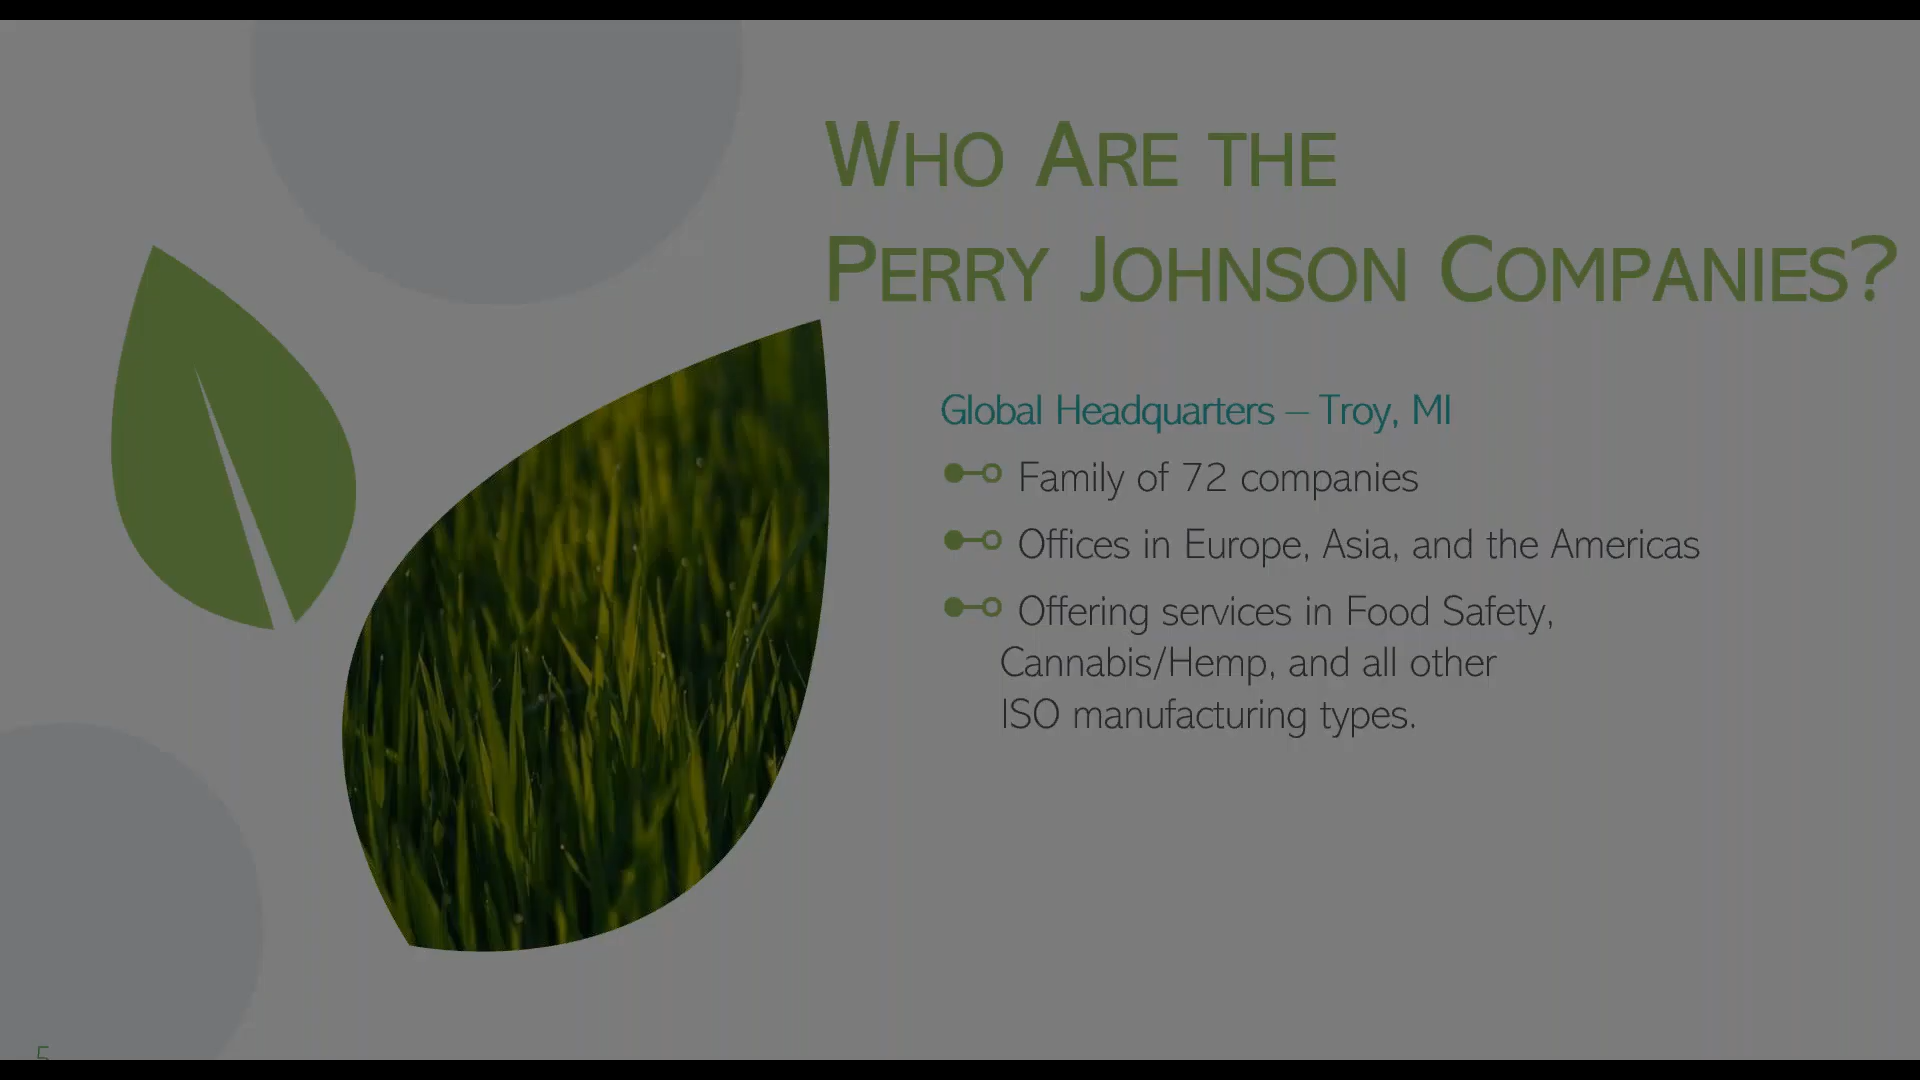 WHO ARE THE
PERRY JOHNSON COMPANIES?
Global Headquarters – Troy, MI
Family of 72 companies
Offices in Europe, Asia, and the Americas
Offering services in Food Safety,
Cannabis/Hemp, and all other
ISO manufacturing types.
5